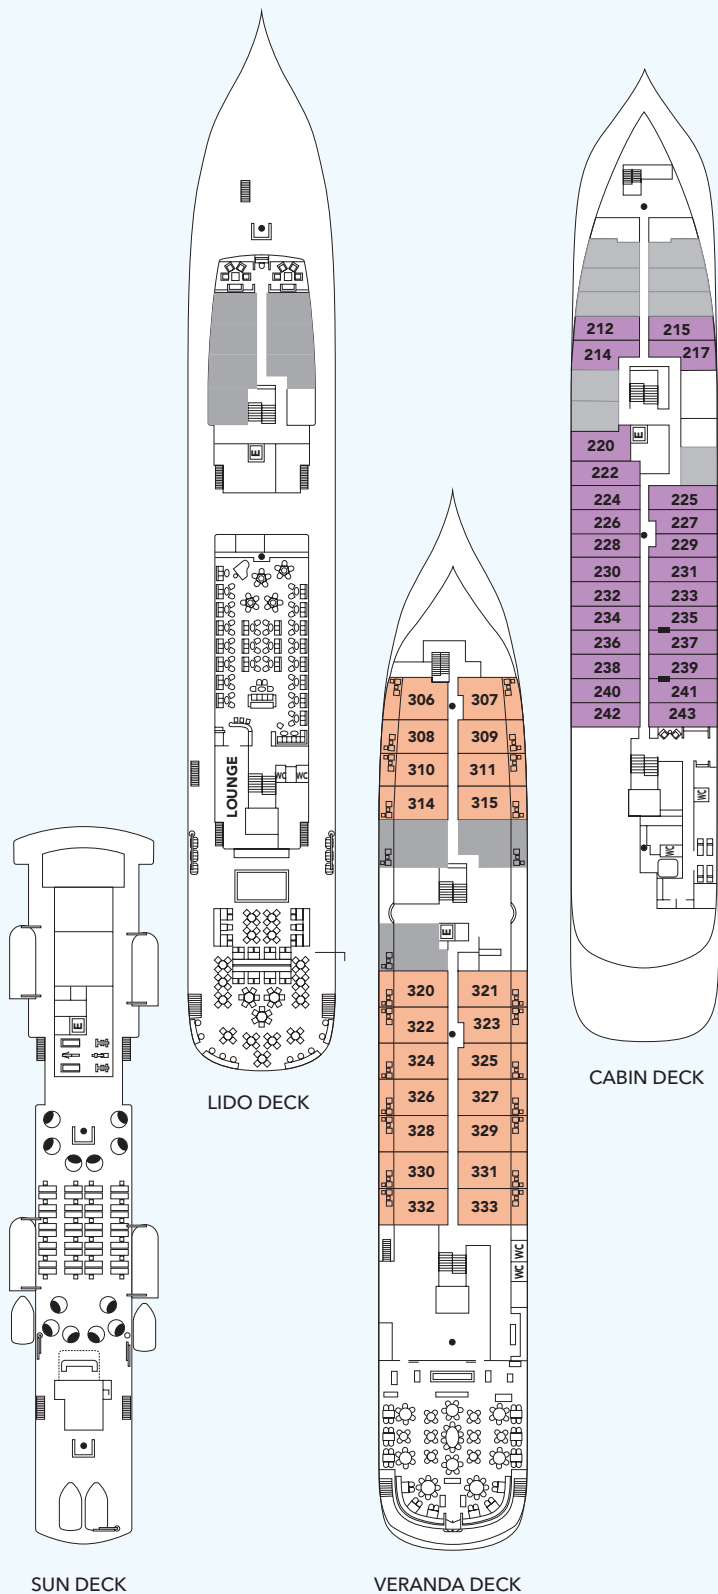 212 215
214 217
E
220
E
222
224 225
226 227
228 229
230 231
232 233
234 235
236 237
238 239
240 241
242 243
306 307
308 309
310 311
314 315
LOUNGE
WC WC
WC
WC
E
320 321
322 323
324 325
326 327
328 329
330 331
332 333
E
CABIN DECK
LIDO DECK
WC
WC
SUN DECK
VERANDA DECK